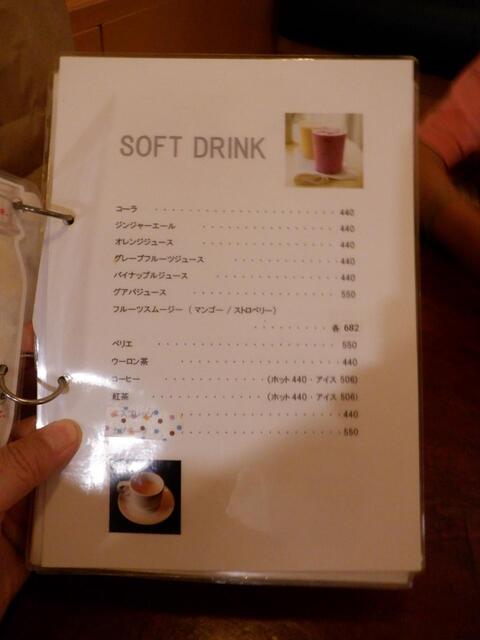 SOFT DRINK
コーラ ・・・・・・・・・・・・・・・・・・・・・・ 440
ジンジャーエール ・・・・・・・・・・・・・・・・ 440
オレンジジュース ・・・・・・・・・・・・・・・・ 440
グレープフルーツジュース ・・・・・・・・・・・・・ 440
パイナップルジュース ・・・・・・・・・・・・・・ 440
グアバジュース ・・・・・・・・・・・・・・・・・ 550
フルーツスムージー (マンゴー / ストロベリー)
・・・・・・・・・ 各 682
ペリエ ・・・・・・・・・・・・・・・・・・・・・ 550
ウーロン茶 ・・・・・・・・・・・・・・・・・・・ 440
コーヒー ・・・・・・・・・・・ (ホット 440 ・ アイス 506)
紅茶 ・・・・・・・・・・・ (ホット 440 ・ アイス 506)
・・・・・・・・・・・・・・・・・ 440
・・・・・・・・・・・・・・・・・ 550